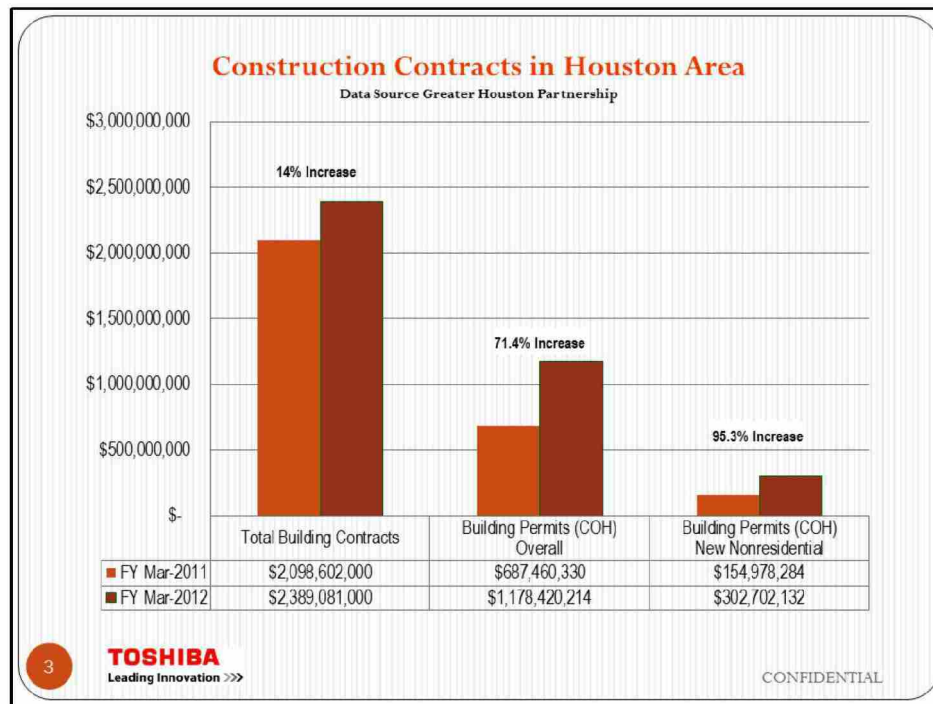 Construction Contracts in Houston Area
Data Source Greater Houston Partnership
$3,000,000,000
$2,500,000,000
$2,000,000,000
$1,500,000,000
$1,000,000,000
$500,000,000
$-
14% Increase
71.4% Increase
95.3% Increase
Total Building Contracts
Building Permits (COH)
Overall
Building Permits (COH)
New Nonresidential
FY Mar-2011 $2,098,602,000 $687,460,330 $154,978,284
FY Mar-2012 $2,389,081,000 $1,178,420,214 $302,702,132
3
TOSHIBA
Leading Innovation >>>
CONFIDENTIAL